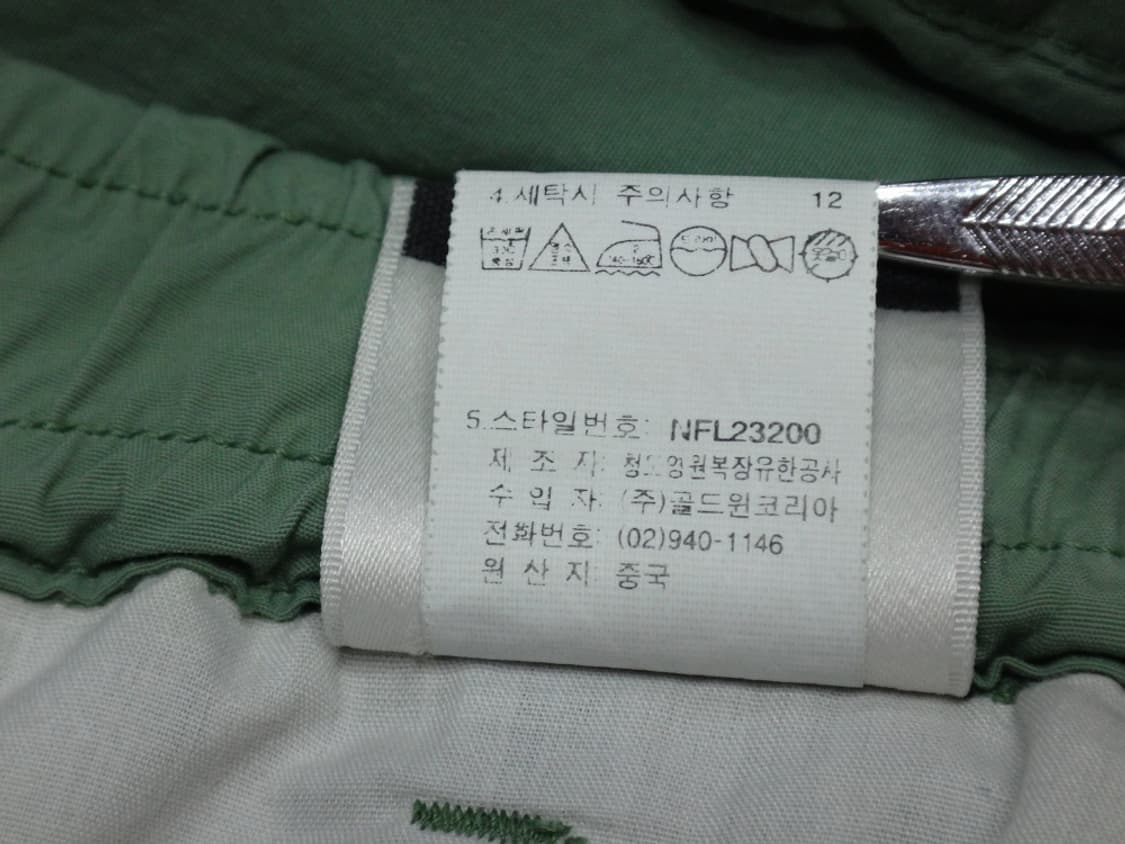 4. 세탁시 주의사항 12
5. 스타일번호: NFL23200
제 조 자: 청도영원복장유한공사
수 입 자: (주)골드윈코리아
전화번호: (02)940-1146
원 산 지: 중국